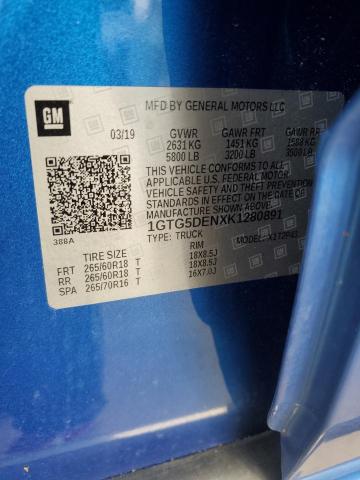 GM
MFD BY GENERAL MOTORS LLC
03/19 GVWR GAWR FRT GAWR RR
2631 KG 1451 KG 1588 KG
5800 LB 3200 LB 3500 LB
THIS VEHICLE CONFORMS TO ALL
APPLICABLE U.S. FEDERAL MOTOR
VEHICLE SAFETY AND THEFT PREVENTION
STANDARDS IN EFFECT ON THE DATE OF
MANUFACTURE SHOWN ABOVE.
1GTG5DENXK1280891
388A TYPE: TRUCK
TIRE SIZE RIM
FRT 265/60R18 T 18X8.5J
RR 265/60R18 T 18X8.5J
SPA 265/70R16 T 16X7.0J